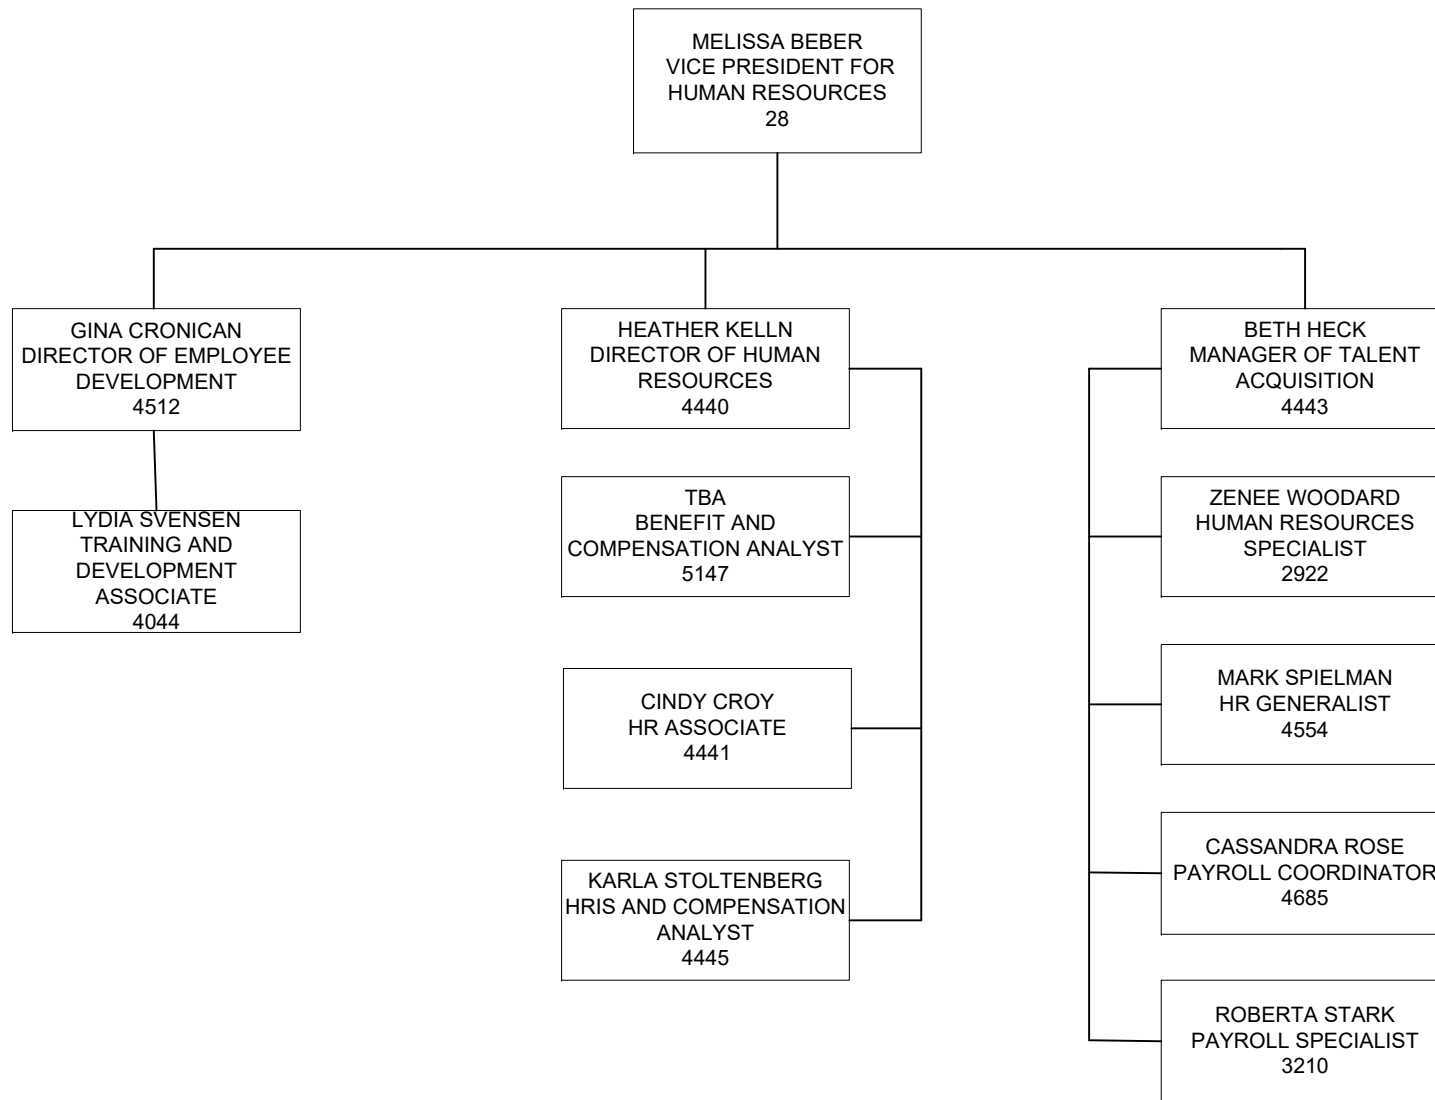 MELISSA BEBER
VICE PRESIDENT FOR
HUMAN RESOURCES
28
GINA CRONICAN
DIRECTOR OF EMPLOYEE
DEVELOPMENT
4512
LYDIA SVENSEN
TRAINING AND
DEVELOPMENT
ASSOCIATE
4044
HEATHER KELLN
DIRECTOR OF HUMAN
RESOURCES
4440
TBA
BENEFIT AND
COMPENSATION ANALYST
5147
CINDY CROY
HR ASSOCIATE
4441
KARLA STOLTENBERG
HRIS AND COMPENSATION
ANALYST
4445
BETH HECK
MANAGER OF TALENT
ACQUISITION
4443
ZENEE WOODARD
HUMAN RESOURCES
SPECIALIST
2922
MARK SPIELMAN
HR GENERALIST
4554
CASSANDRA ROSE
PAYROLL COORDINATOR
4685
ROBERTA STARK
PAYROLL SPECIALIST
3210